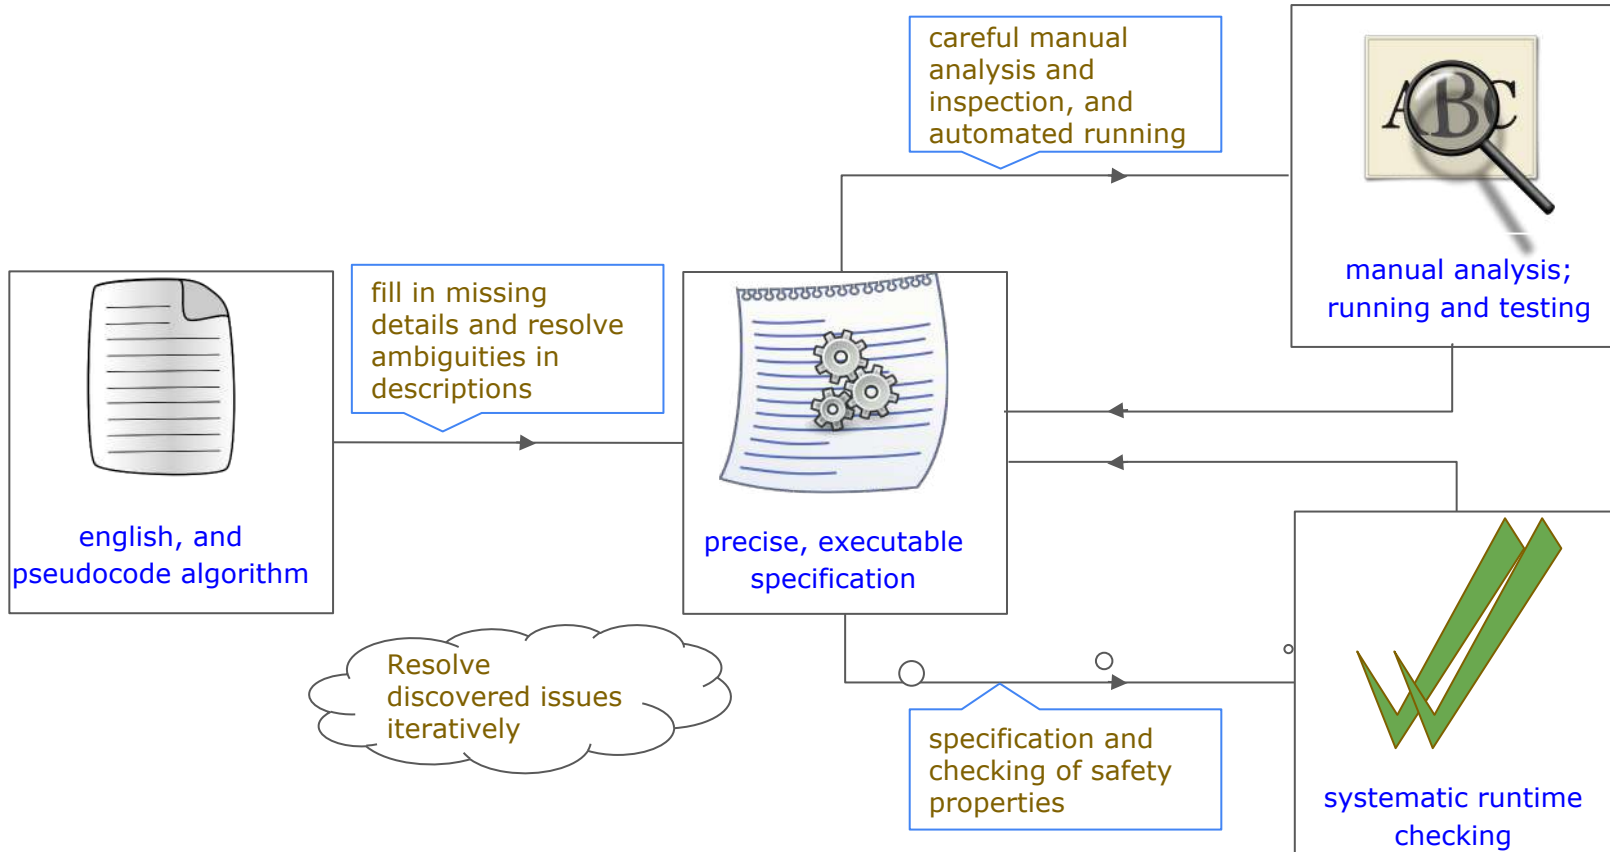 careful manual
analysis and
inspection, and
automated running
ABC
manual analysis;
running and testing
fill in missing
details and resolve
ambiguities in
descriptions
english, and
pseudocode algorithm
precise, executable
specification
Resolve
discovered issues
iteratively
specification and
checking of safety
properties
systematic runtime
checking